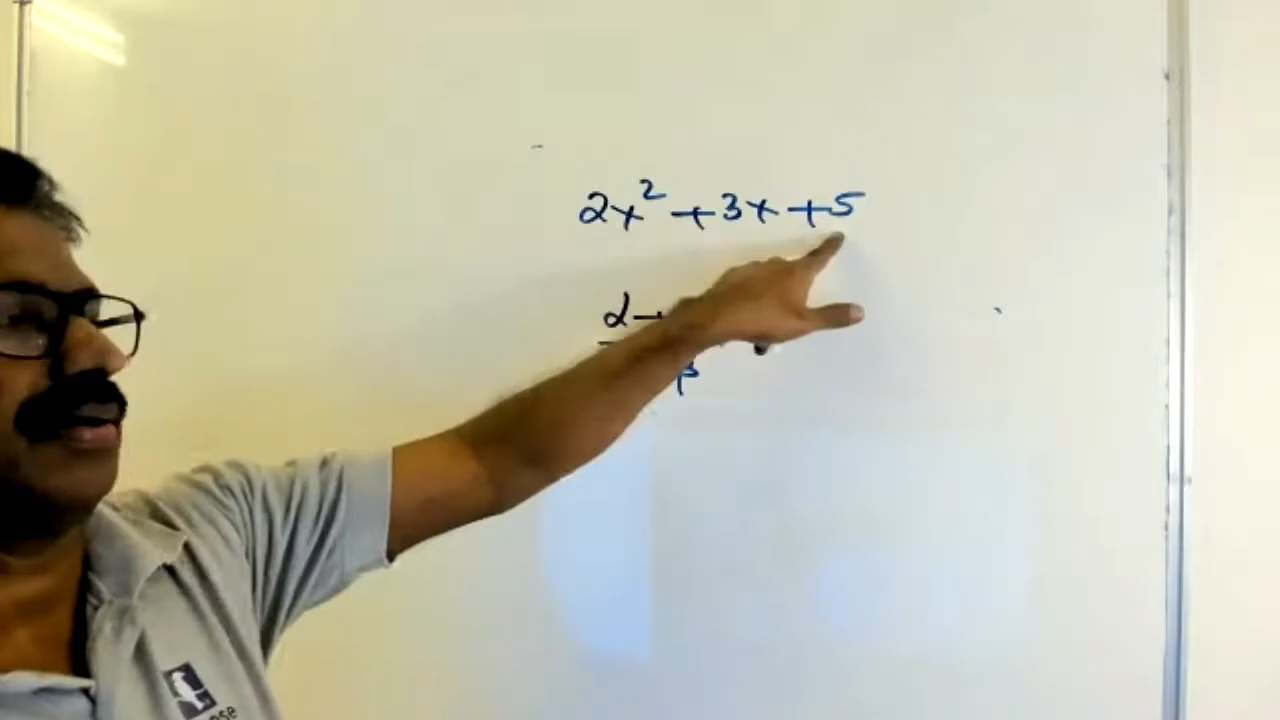 2x² + 3x + 5
α +
β